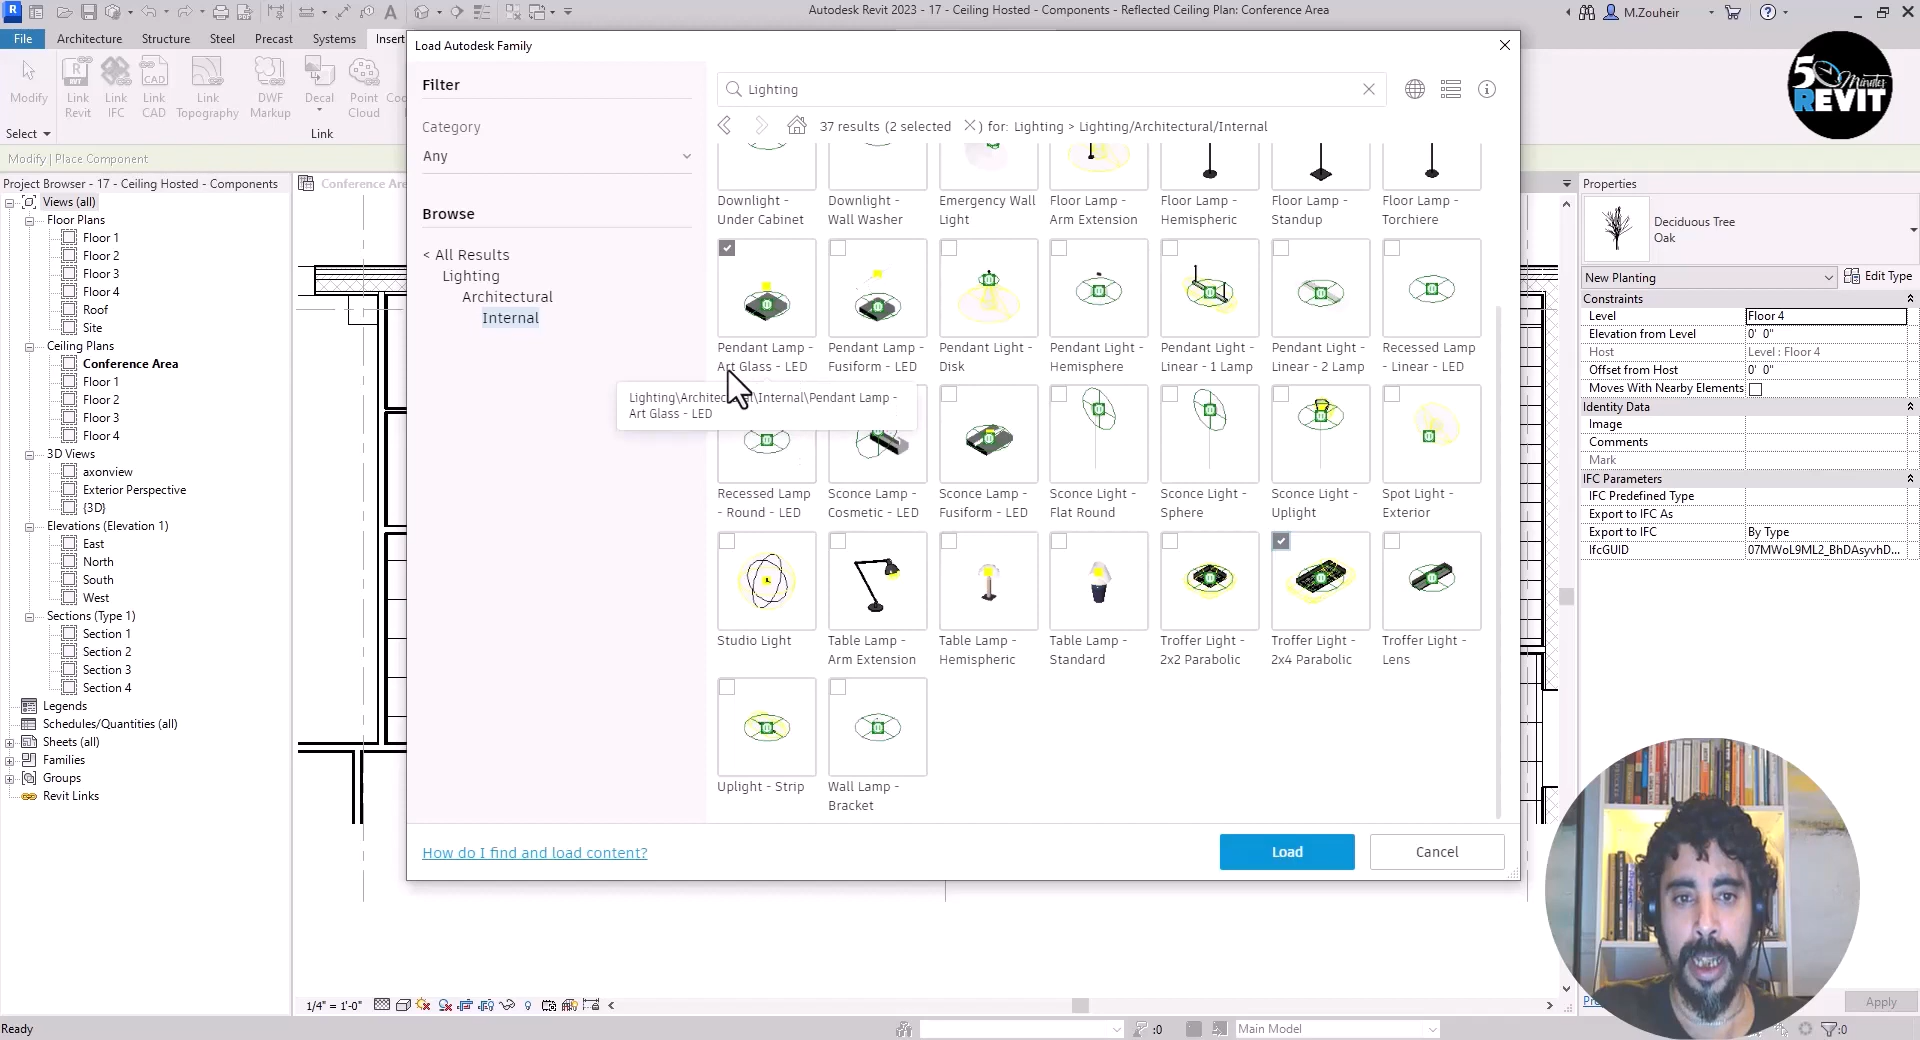 Autodesk Revit 2023 - 17 - Ceiling Hosted - Components - Reflected Ceiling Plan: Conference Area
M.Zouheir
File
Architecture
Structure
Steel
Precast
Systems
Insert
Modify
Link
Revit
Link
IFC
Link
CAD
Link
Topography
DWF
Markup
Decal
Point
Cloud
Select
Link
Modify | Place Component
Project Browser - 17 - Ceiling Hosted - Components
Views (all)
Floor Plans
Floor 1
Floor 2
Floor 3
Floor 4
Roof
Site
Ceiling Plans
Conference Area
Floor 1
Floor 2
Floor 3
Floor 4
3D Views
axonview
Exterior Perspective
{3D}
Elevations (Elevation 1)
East
North
South
West
Sections (Type 1)
Section 1
Section 2
Section 3
Section 4
Legends
Schedules/Quantities (all)
Sheets (all)
Families
Groups
Revit Links
Load Autodesk Family
Filter
Category
Any
Browse
< All Results
Lighting
Architectural
Internal
Lighting
37 results (2 selected ) for: Lighting > Lighting/Architectural/Internal
Downlight -
Under Cabinet
Downlight -
Wall Washer
Emergency Wall
Light
Floor Lamp -
Arm Extension
Floor Lamp -
Hemispheric
Floor Lamp -
Standup
Floor Lamp -
Torchiere
Pendant Lamp -
Art Glass - LED
Pendant Lamp -
Fusiform - LED
Pendant Light -
Disk
Pendant Light -
Hemisphere
Pendant Light -
Linear - 1 Lamp
Pendant Light -
Linear - 2 Lamp
Recessed Lamp
- Linear - LED
Lighting\Architectural\Internal\Pendant Lamp -
Art Glass - LED
Recessed Lamp
- Round - LED
Sconce Lamp -
Cosmetic - LED
Sconce Lamp -
Fusiform - LED
Sconce Light -
Flat Round
Sconce Light -
Sphere
Sconce Light -
Uplight
Spot Light -
Exterior
Studio Light
Table Lamp -
Arm Extension
Table Lamp -
Hemispheric
Table Lamp -
Standard
Troffer Light -
2x2 Parabolic
Troffer Light -
2x4 Parabolic
Troffer Light -
Lens
Uplight - Strip
Wall Lamp -
Bracket
How do I find and load content?
Load
Cancel
5 Minutes
REVIT
Properties
Deciduous Tree
Oak
New Planting
Edit Type
Constraints
Level Floor 4
Elevation from Level 0' 0"
Host Level : Floor 4
Offset from Host 0' 0"
Moves With Nearby Elements
Identity Data
Image
Comments
Mark
IFC Parameters
IFC Predefined Type
Export to IFC As
Export to IFC By Type
IfcGUID 07MWoL9ML2_BhDAsyvhD...
Apply
1/4" = 1'-0"
Ready
:0
Main Model
:0